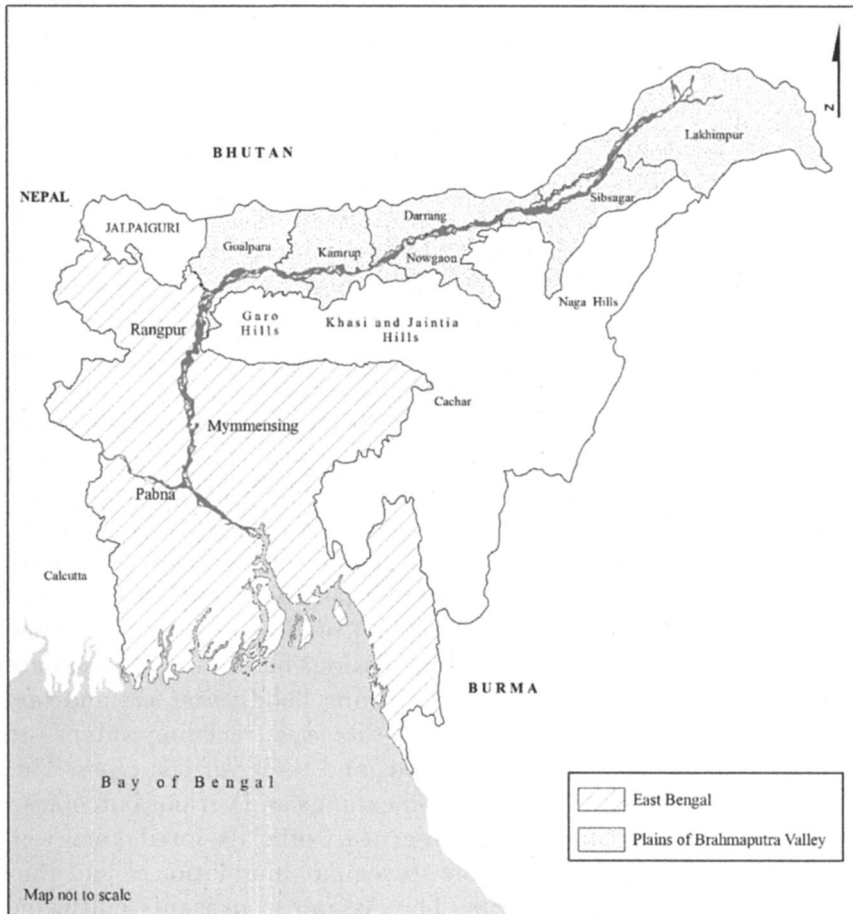 N
BHUTAN
NEPAL
Lakhimpur
Sibsagar
JALPAIGURI
Darrang
Goalpara
Kamrup
Nowgaon
Naga Hills
Garo
Hills
Khasi and Jaintia
Hills
Rangpur
Cachar
Mymmensing
Pabna
Calcutta
BURMA
Bay of Bengal
East Bengal
Plains of Brahmaputra Valley
Map not to scale